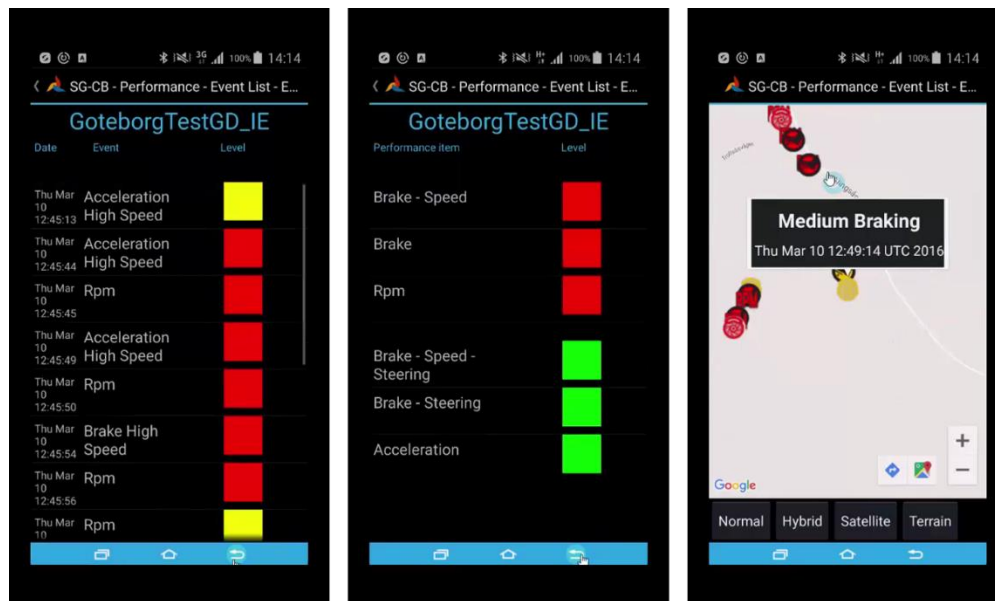 3G 100% 14:14
SG-CB - Performance - Event List - E...
GoteborgTestGD_IE
Date Event Level
Thu Mar 10 12:45:13 Acceleration High Speed
Thu Mar 10 12:45:44 Acceleration High Speed
Thu Mar 10 12:45:45 Rpm
Thu Mar 10 12:45:49 Acceleration High Speed
Thu Mar 10 12:45:50 Rpm
Thu Mar 10 12:45:54 Brake High Speed
Thu Mar 10 12:45:56 Rpm
Thu Mar 10 Rpm
H+ 100% 14:14
SG-CB - Performance - Event List - E...
GoteborgTestGD_IE
Performance item Level
Brake - Speed
Brake
Rpm
Brake - Speed -
Steering
Brake - Steering
Acceleration
H+ 100% 14:14
SG-CB - Performance - Event List - E...
Medium Braking
Thu Mar 10 12:49:14 UTC 2016
+
−
Google
Normal Hybrid Satellite Terrain